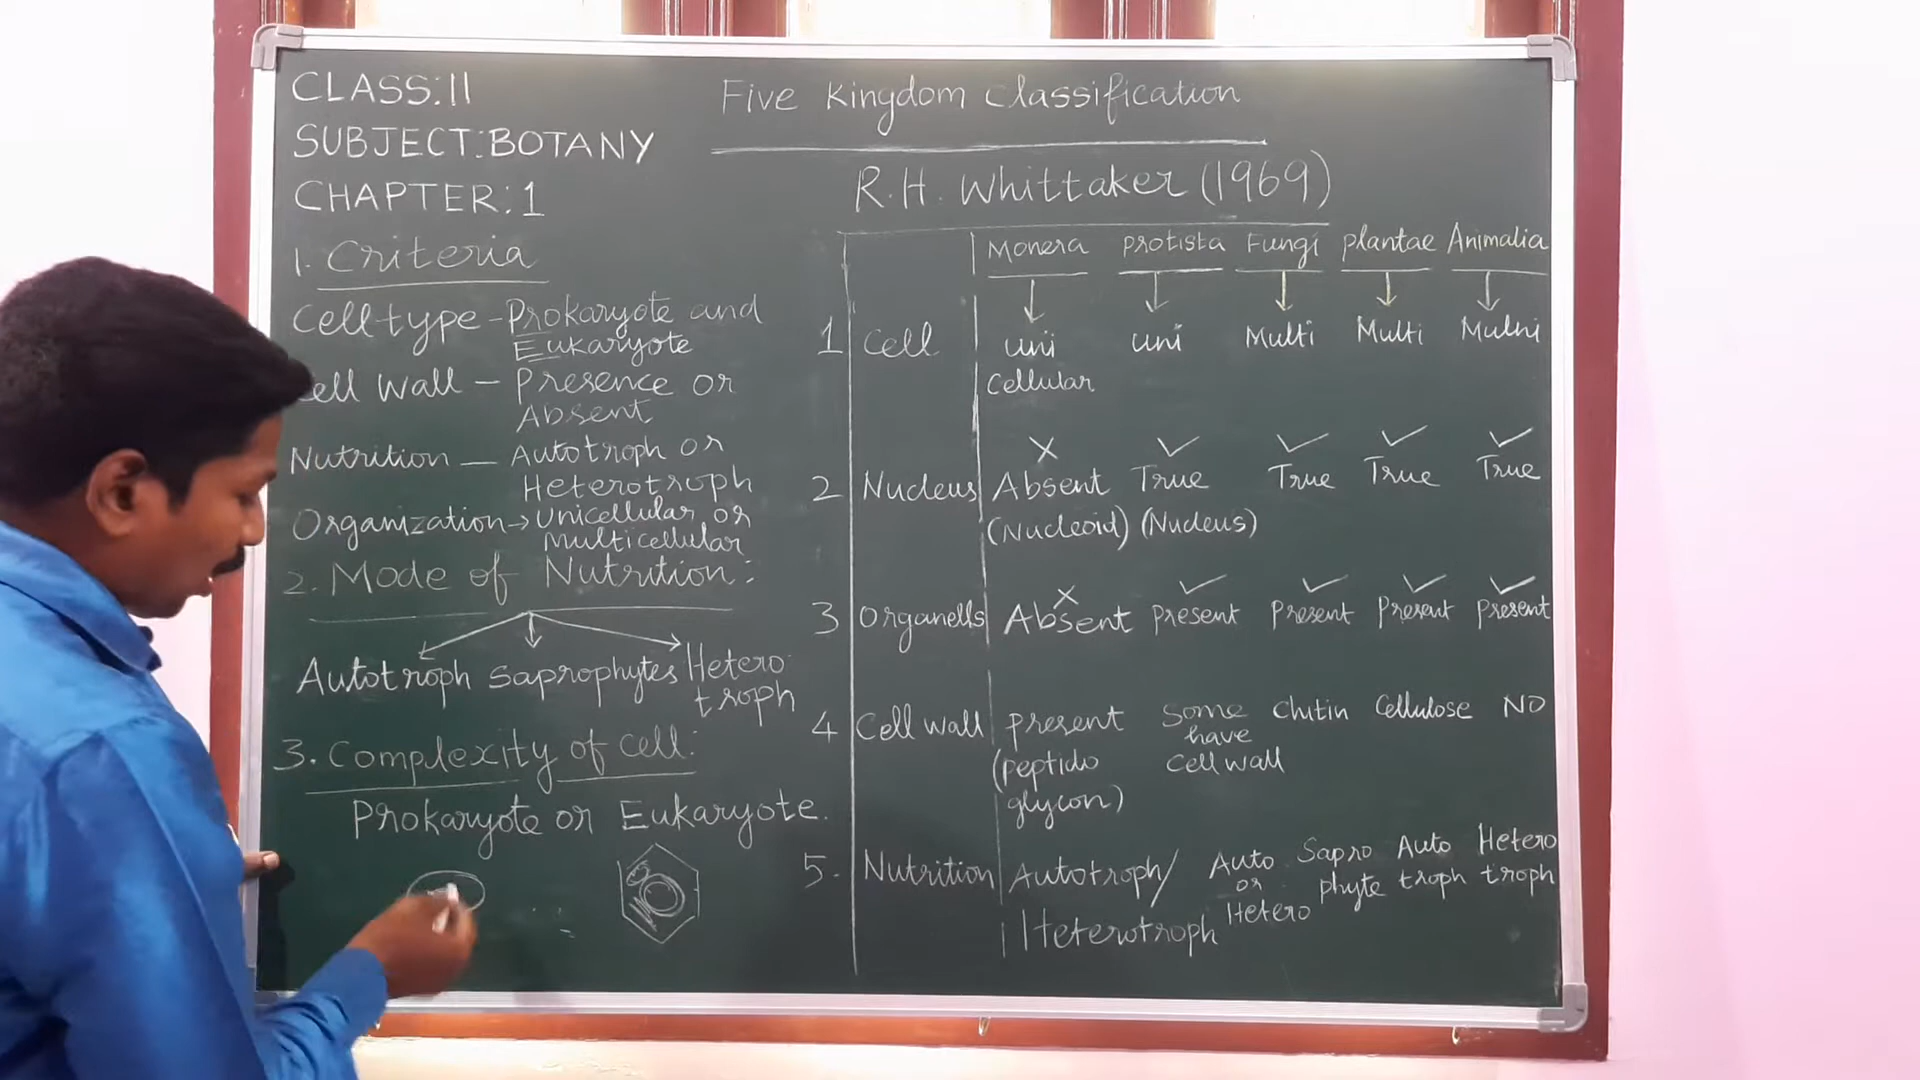 CLASS:11
SUBJECT:BOTANY
CHAPTER:1
Five Kingdom Classification
R.H. Whittaker (1969)
1. Criteria
Cell type - Prokaryote and
Eukaryote
Cell Wall - Presence or
Absent
Nutrition - Autotroph or
Heterotroph
Organization → Unicellular or
Multicellular
2. Mode of Nutrition:
Autotroph Saprophytes Hetero
troph
3. Complexity of cell:
Prokaryote or Eukaryote.
Monera Protista Fungi Plantae Animalia
1 Cell Uni Uni Multi Multi Multi
Cellular
2 Nucleus Absent True True True True
(Nucleoid) (Nucleus)
3 Organells Absent Present Present Present Present
4 Cell wall Present Some Chitin Cellulose NO
have
(peptido Cell wall
glycon)
5. Nutrition Autotroph/ Auto Sapro Auto Hetero
or phyte troph troph
Heterotroph Hetero